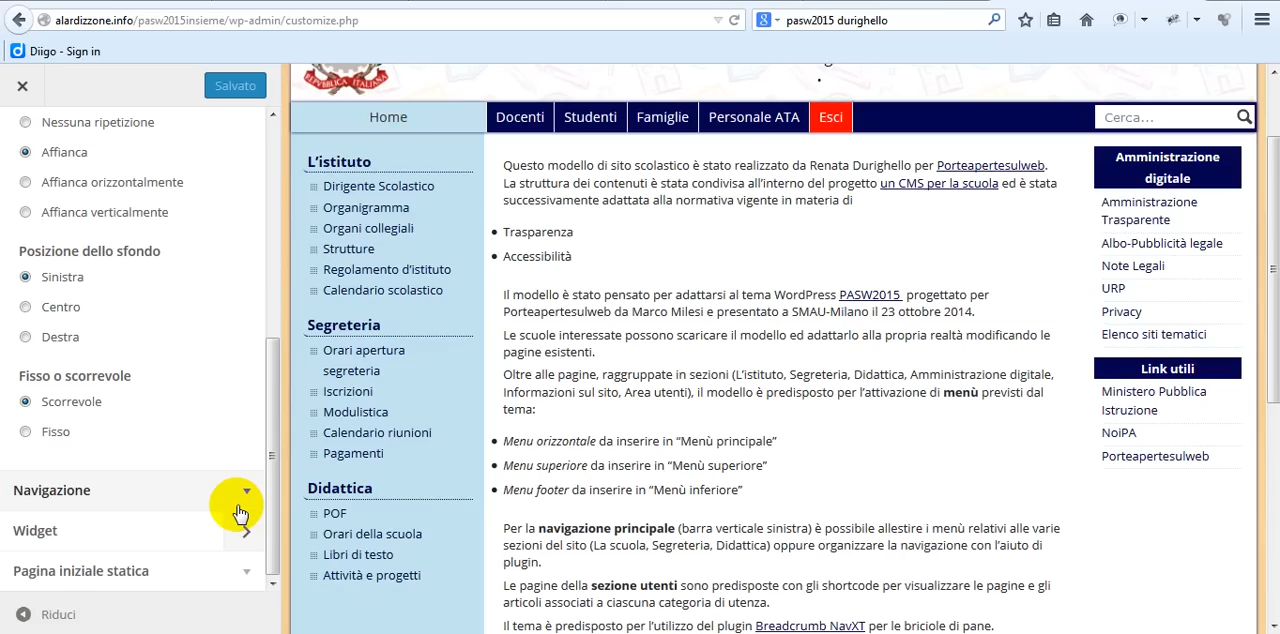 alardizzone.info/pasw2015insieme/wp-admin/customize.php
pasw2015 durighello
Diigo - Sign in
Salvato
Nessuna ripetizione
Affianca
Affianca orizzontalmente
Affianca verticalmente
Posizione dello sfondo
Sinistra
Centro
Destra
Fisso o scorrevole
Scorrevole
Fisso
Navigazione
Widget
Pagina iniziale statica
Riduci
REPVBBLICA ITALIANA
Home
Docenti
Studenti
Famiglie
Personale ATA
Esci
Cerca...
L'istituto
Dirigente Scolastico
Organigramma
Organi collegiali
Strutture
Regolamento d'istituto
Calendario scolastico
Segreteria
Orari apertura
segreteria
Iscrizioni
Modulistica
Calendario riunioni
Pagamenti
Didattica
POF
Orari della scuola
Libri di testo
Attività e progetti
Questo modello di sito scolastico è stato realizzato da Renata Durighello per Porteapertesulweb.
La struttura dei contenuti è stata condivisa all'interno del progetto un CMS per la scuola ed è stata
successivamente adattata alla normativa vigente in materia di
Trasparenza
Accessibilità
Il modello è stato pensato per adattarsi al tema WordPress PASW2015 progettato per
Porteapertesulweb da Marco Milesi e presentato a SMAU-Milano il 23 ottobre 2014.
Le scuole interessate possono scaricare il modello ed adattarlo alla propria realtà modificando le
pagine esistenti.
Oltre alle pagine, raggruppate in sezioni (L'istituto, Segreteria, Didattica, Amministrazione digitale,
Informazioni sul sito, Area utenti), il modello è predisposto per l'attivazione di menù previsti dal
tema:
Menu orizzontale da inserire in "Menù principale"
Menu superiore da inserire in "Menù superiore"
Menu footer da inserire in "Menù inferiore"
Per la navigazione principale (barra verticale sinistra) è possibile allestire i menù relativi alle varie
sezioni del sito (La scuola, Segreteria, Didattica) oppure organizzare la navigazione con l'aiuto di
plugin.
Le pagine della sezione utenti sono predisposte con gli shortcode per visualizzare le pagine e gli
articoli associati a ciascuna categoria di utenza.
Il tema è predisposto per l'utilizzo del plugin Breadcrumb NavXT per le briciole di pane.
Amministrazione
digitale
Amministrazione
Trasparente
Albo-Pubblicità legale
Note Legali
URP
Privacy
Elenco siti tematici
Link utili
Ministero Pubblica
Istruzione
NoiPA
Porteapertesulweb